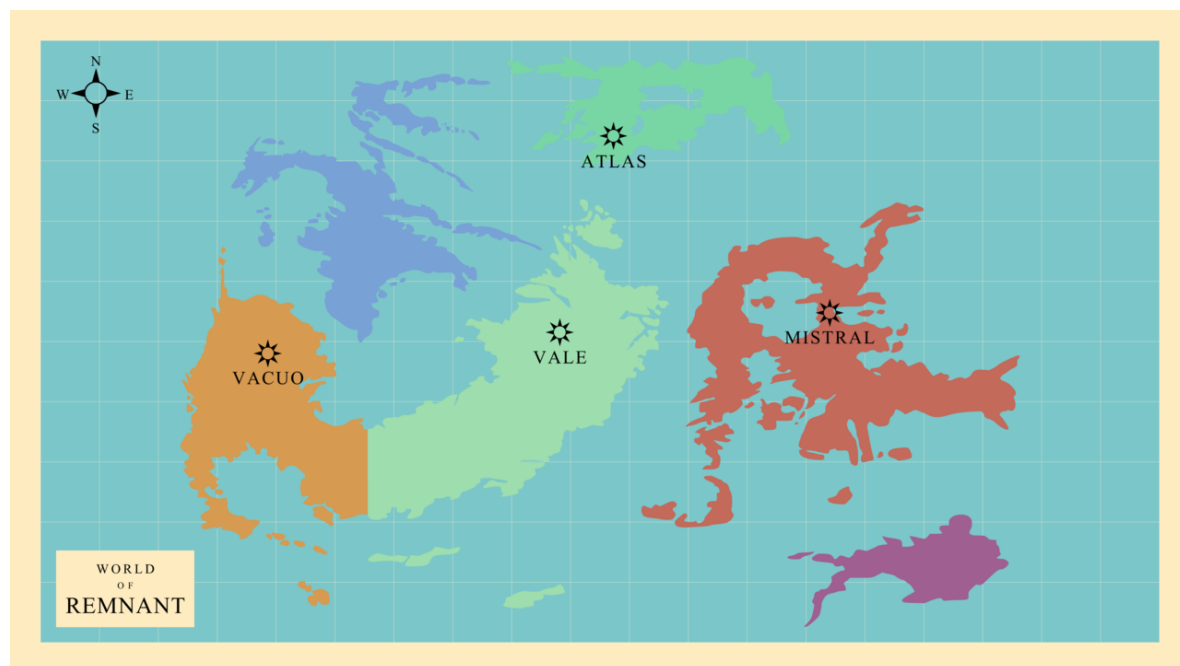 N
W E
S
ATLAS
MISTRAL
VALE
VACUO
WORLD
OF
REMNANT